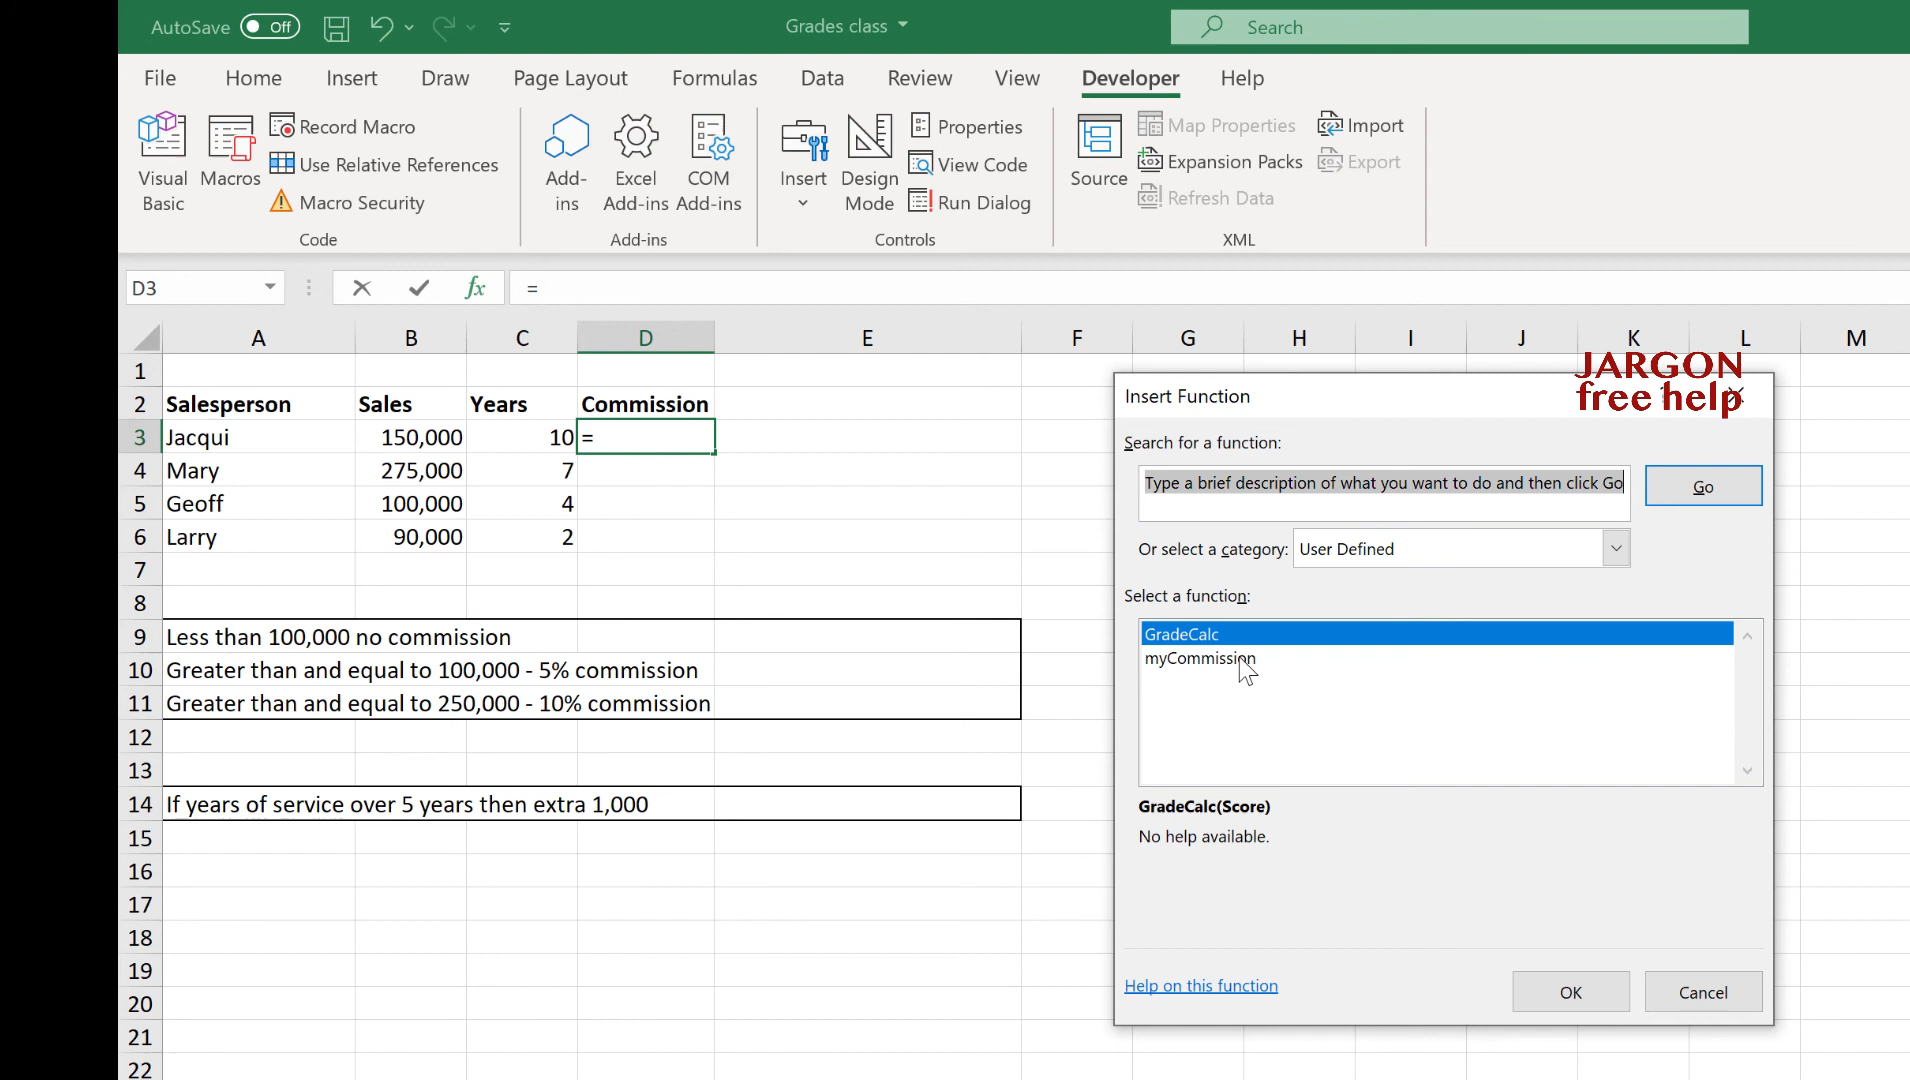 AutoSave Off
Grades class
Search
File Home Insert Draw Page Layout Formulas Data Review View Developer Help
Visual Basic
Macros
Record Macro
Use Relative References
Macro Security
Code
Add-ins
Excel Add-ins
COM Add-ins
Add-ins
Insert
Design Mode
Properties
View Code
Run Dialog
Controls
Source
Map Properties
Expansion Packs
Refresh Data
Import
Export
XML
D3
fx
=
A B C D E F G H I J K L M
1
2 Salesperson Sales Years Commission
3 Jacqui 150,000 10 =
4 Mary 275,000 7
5 Geoff 100,000 4
6 Larry 90,000 2
7
8
9 Less than 100,000 no commission
10 Greater than and equal to 100,000 - 5% commission
11 Greater than and equal to 250,000 - 10% commission
12
13
14 If years of service over 5 years then extra 1,000
15
16
17
18
19
20
21
22
JARGON
free help
Insert Function
Search for a function:
Type a brief description of what you want to do and then click Go
Go
Or select a category: User Defined
Select a function:
GradeCalc
myCommission
GradeCalc(Score)
No help available.
Help on this function
OK
Cancel